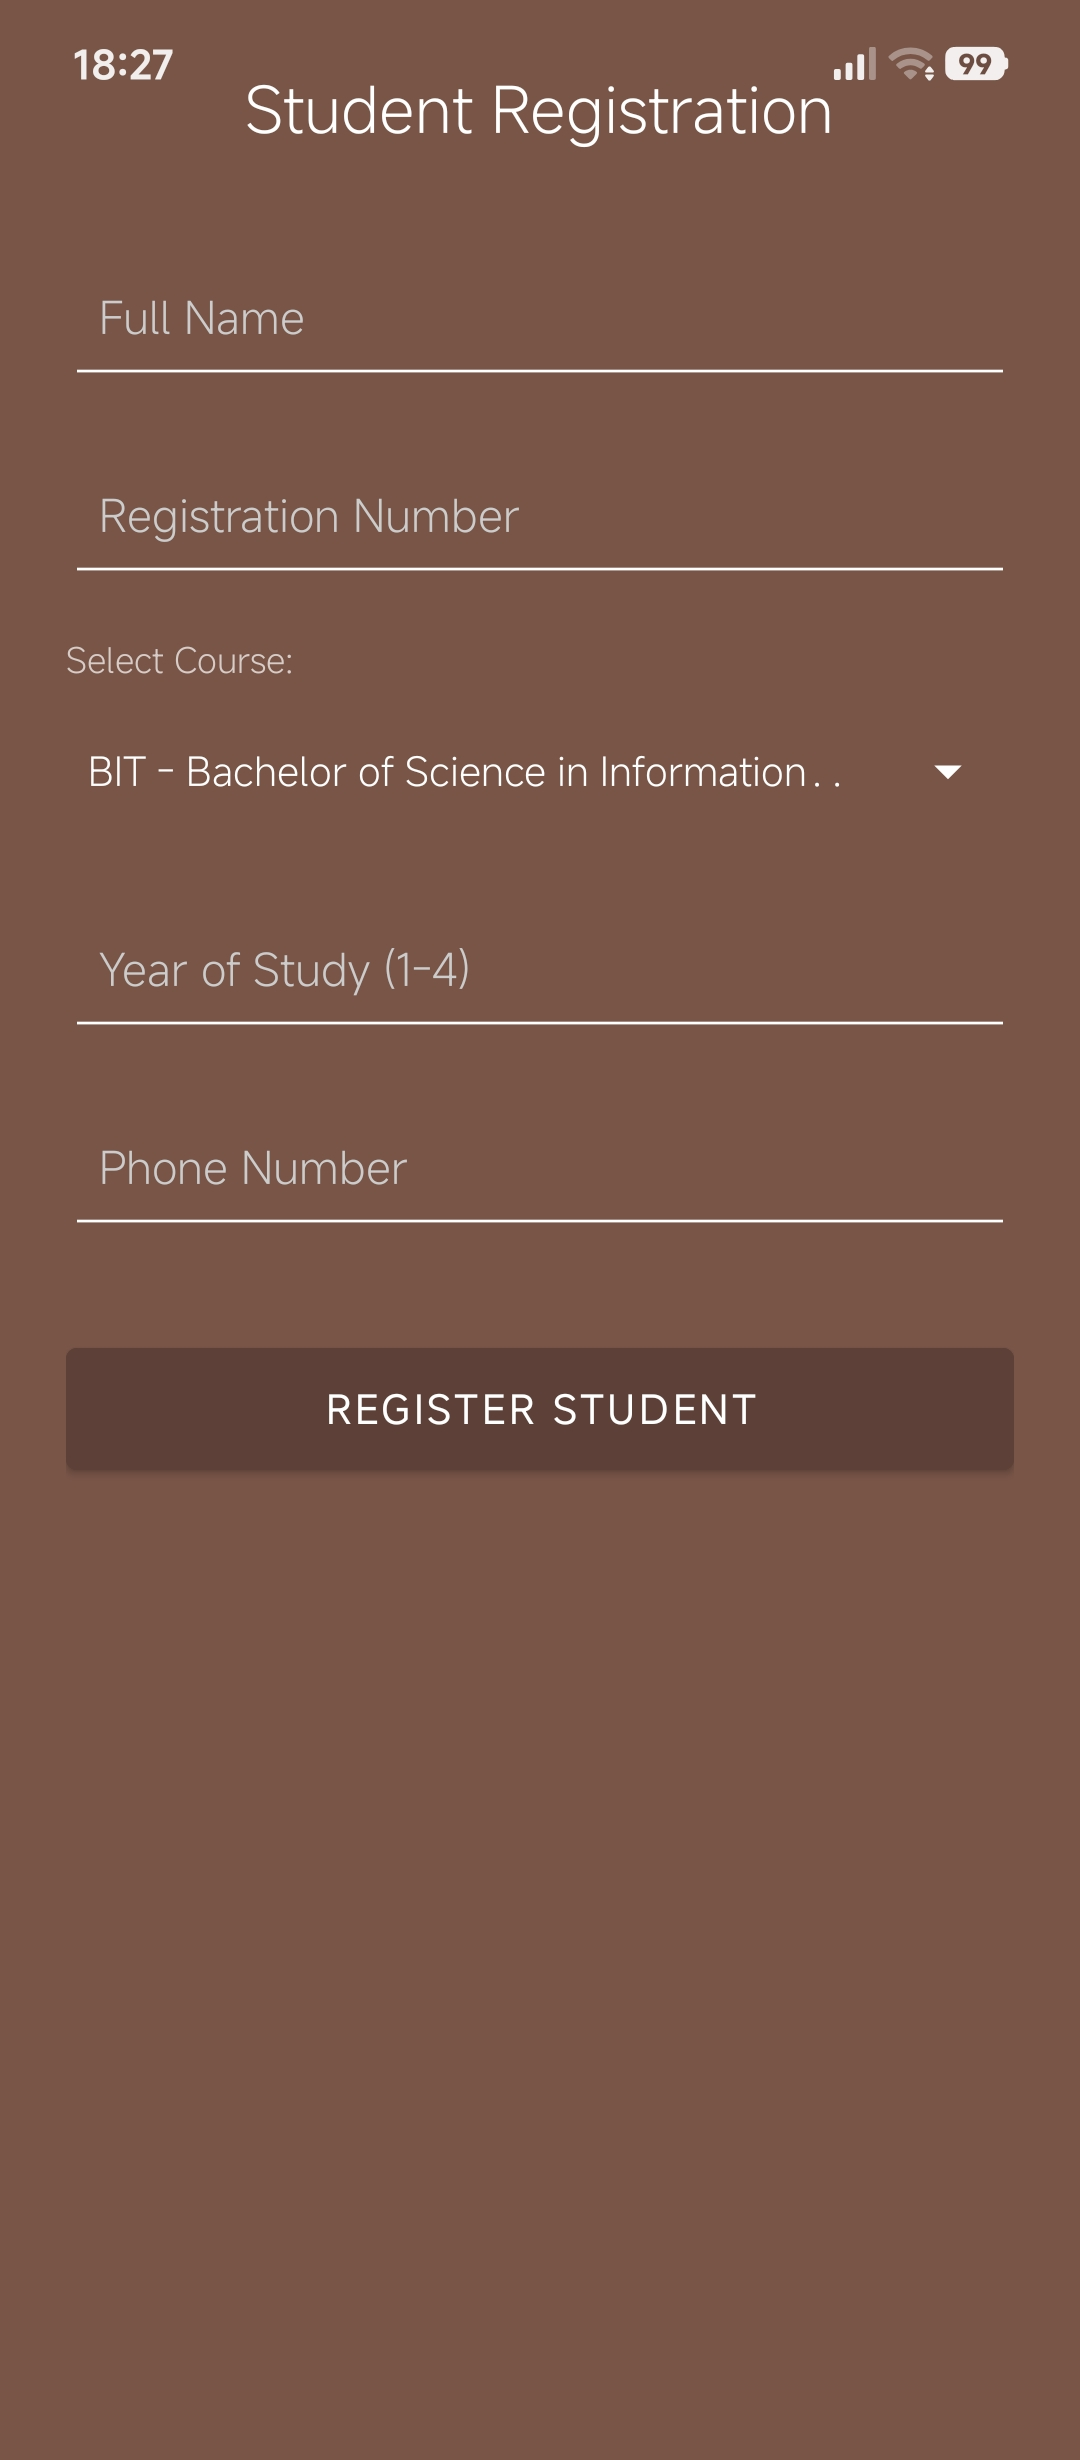 18:27
99
Student Registration
Full Name
Registration Number
Select Course:
BIT - Bachelor of Science in Information . .
Year of Study (1-4)
Phone Number
REGISTER STUDENT